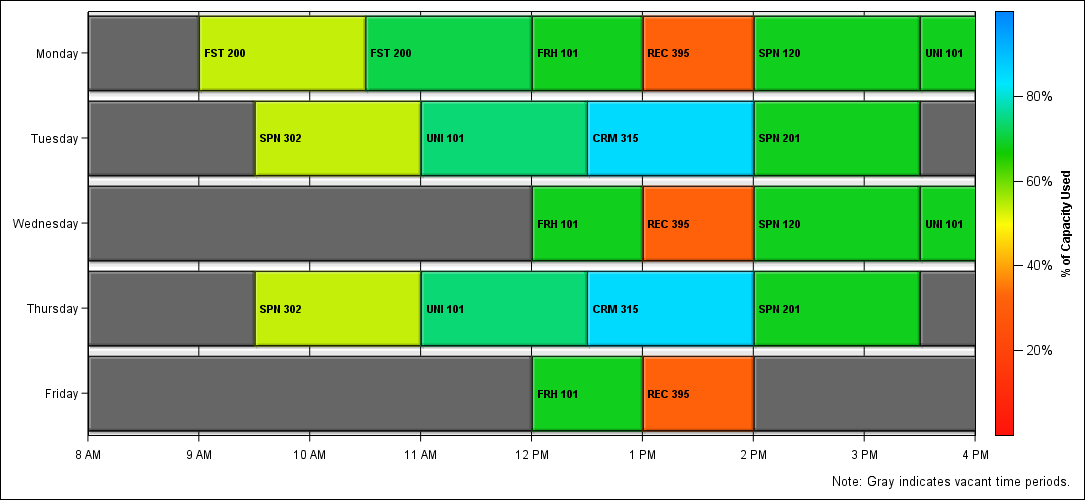 Monday
FST 200
FST 200
FRH 101
REC 395
SPN 120
UNI 101
Tuesday
SPN 302
UNI 101
CRM 315
SPN 201
Wednesday
FRH 101
REC 395
SPN 120
UNI 101
Thursday
SPN 302
UNI 101
CRM 315
SPN 201
Friday
FRH 101
REC 395
8 AM
9 AM
10 AM
11 AM
12 PM
1 PM
2 PM
3 PM
4 PM
80%
60%
40%
20%
% of Capacity Used
Note: Gray indicates vacant time periods.